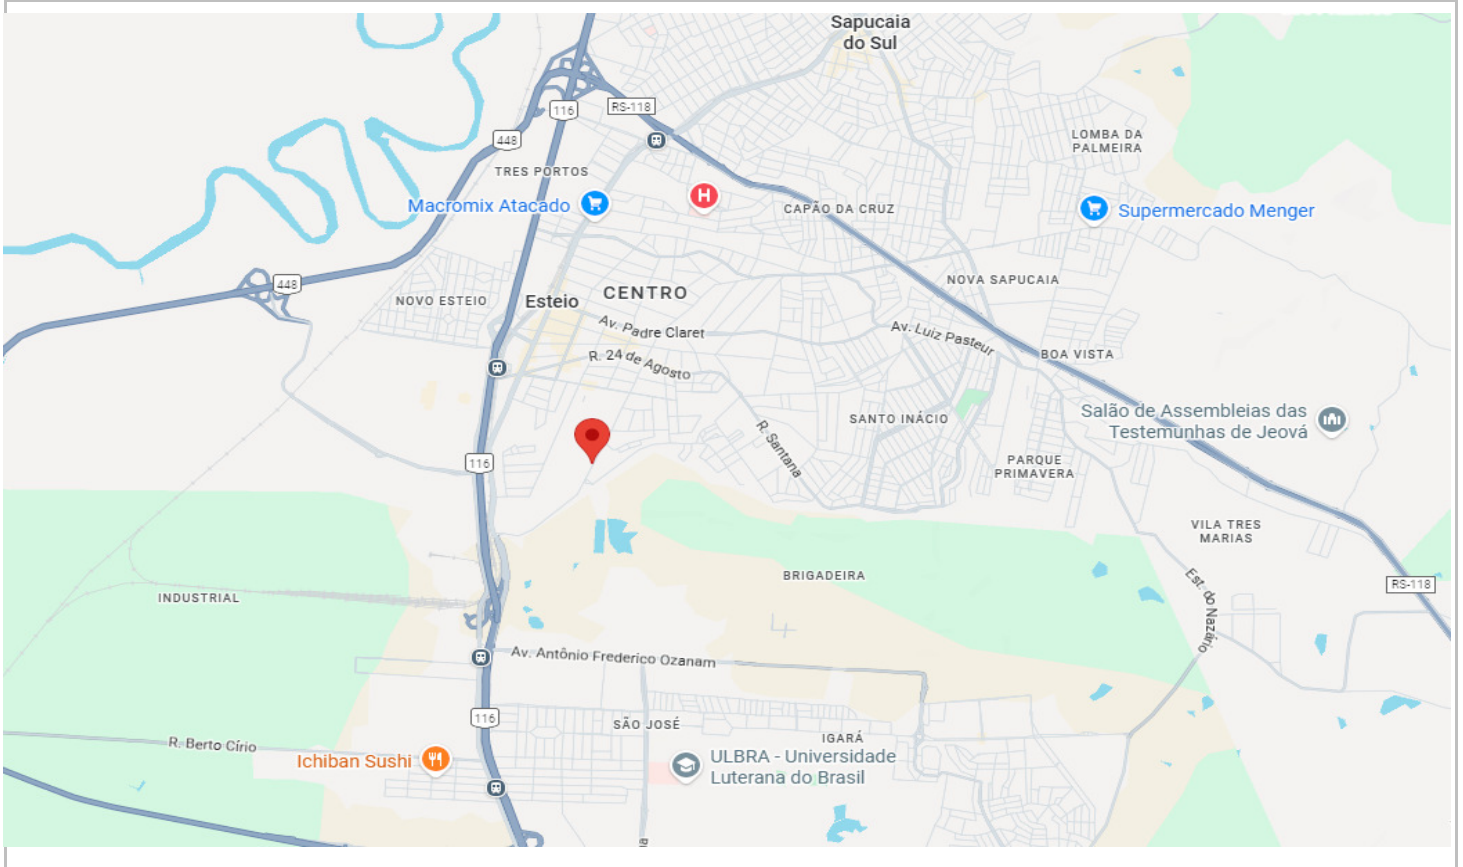 Sapucaia
do Sul
116
RS-118
448
LOMBA DA
PALMEIRA
TRES PORTOS
Macromix Atacado
H
CAPÃO DA CRUZ
Supermercado Menger
448
NOVO ESTEIO
Esteio
CENTRO
NOVA SAPUCAIA
Av. Padre Claret
Av. Luiz Pasteur
R. 24 de Agosto
BOA VISTA
SANTO INÁCIO
Salão de Assembleias das
Testemunhas de Jeová
R. Santana
116
PARQUE
PRIMAVERA
VILA TRES
MARIAS
BRIGADEIRA
RS-118
INDUSTRIAL
Est. do Nazário
Av. Antônio Frederico Ozanam
116
SÃO JOSÉ
IGARÁ
R. Berto Círio
Ichiban Sushi
ULBRA - Universidade
Luterana do Brasil